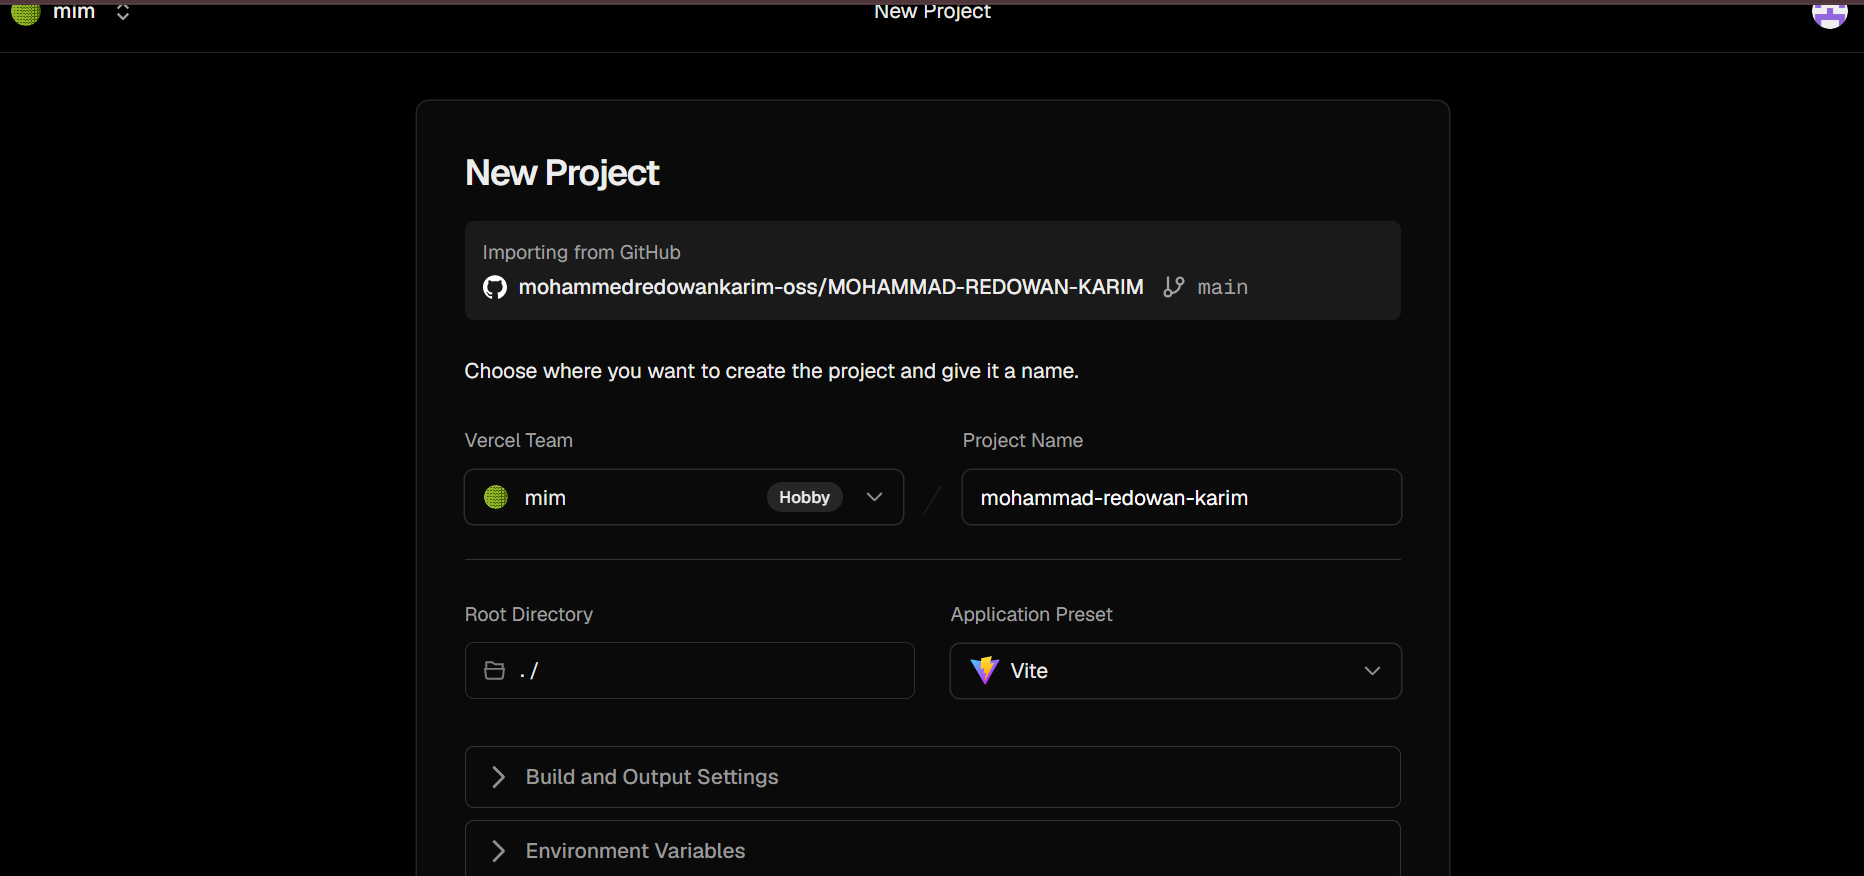 mim
New Project
New Project
Importing from GitHub
mohammedredowankarim-oss/MOHAMMAD-REDOWAN-KARIM main
Choose where you want to create the project and give it a name.
Vercel Team
Project Name
mim Hobby
/
mohammad-redowan-karim
Root Directory
Application Preset
./
Vite
Build and Output Settings
Environment Variables